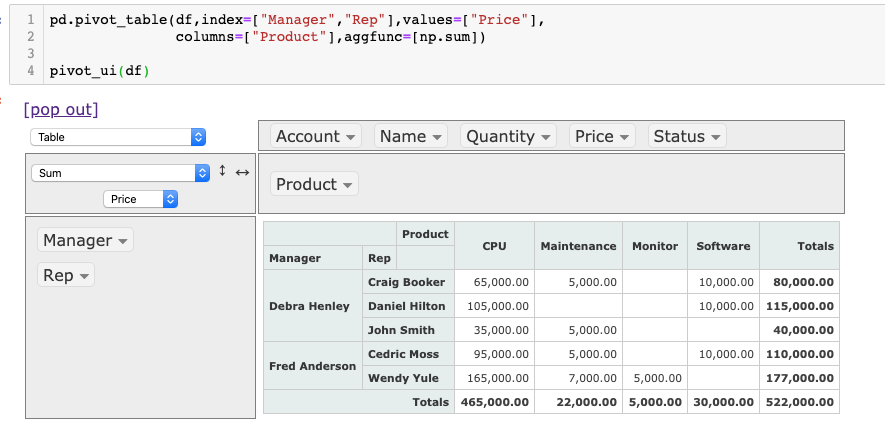 1 pd.pivot_table(df,index=["Manager","Rep"],values=["Price"],
2 columns=["Product"],aggfunc=[np.sum])
3
4 pivot_ui(df)
[pop out]
Table
Account Name Quantity Price Status
Sum
Price
Product
Manager
Rep
Product CPU Maintenance Monitor Software Totals
Manager Rep
Debra Henley Craig Booker 65,000.00 5,000.00 10,000.00 80,000.00
Daniel Hilton 105,000.00 10,000.00 115,000.00
John Smith 35,000.00 5,000.00 40,000.00
Fred Anderson Cedric Moss 95,000.00 5,000.00 10,000.00 110,000.00
Wendy Yule 165,000.00 7,000.00 5,000.00 177,000.00
Totals 465,000.00 22,000.00 5,000.00 30,000.00 522,000.00